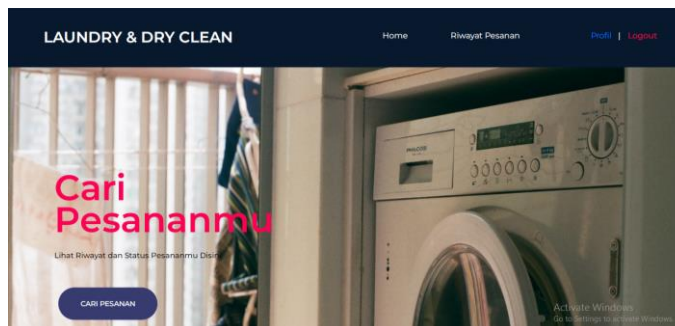 LAUNDRY & DRY CLEAN
Home
Riwayat Pesanan
Profil | Logout
Cari
Pesananmu
Lihat Riwayat dan Status Pesananmu Disini
CARI PESANAN
PHILCO
Activate Windows
Go to Settings to activate Windows.